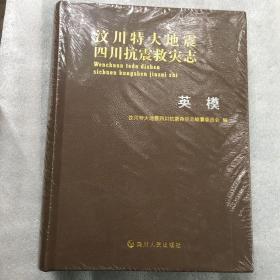 汶川特大地震
四川抗震救灾志
Wenchuan teda dizhen
sichuan kangzhen jiuzai zhi
英模
汶川特大地震四川抗震救灾志编纂委员会 编
四川人民出版社